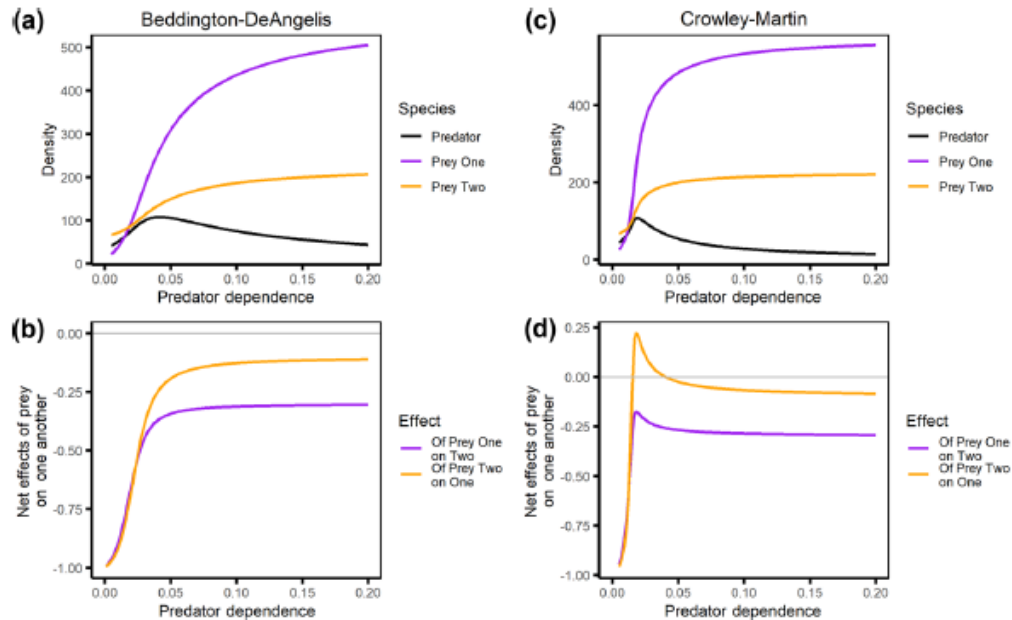 (a)
Beddington-DeAngelis
500
400
300
200
100
0
Density
0.00 0.05 0.10 0.15 0.20
Predator dependence
Species
Predator
Prey One
Prey Two
(c)
Crowley-Martin
400
200
0
Density
0.00 0.05 0.10 0.15 0.20
Predator dependence
Species
Predator
Prey One
Prey Two
(b)
0.00
-0.25
-0.50
-0.75
-1.00
Net effects of prey
on one another
0.00 0.05 0.10 0.15 0.20
Predator dependence
Effect
Of Prey One
on Two
Of Prey Two
on One
(d)
0.25
0.00
-0.25
-0.50
-0.75
-1.00
Net effects of prey
on one another
0.00 0.05 0.10 0.15 0.20
Predator dependence
Effect
Of Prey One
on Two
Of Prey Two
on One